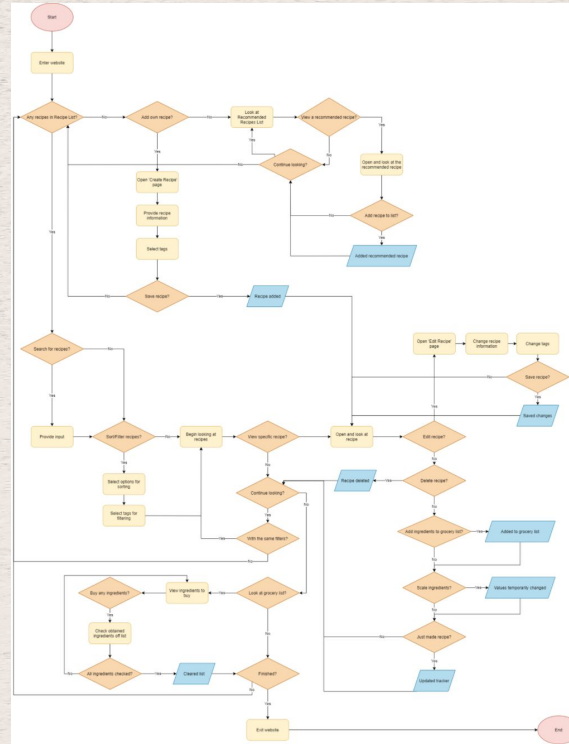 Start
Enter website
Any recipes in Recipe List?
No
Add own recipe?
No
Look at
Recommended
Recipes List
View a recommended recipe?
Yes
Yes
Yes
No
No
Continue looking?
Open and look at the
recommended recipe
Open 'Create Recipe'
page
Provide recipe
information
No
Add recipe to list?
Yes
Yes
Select tags
Added recommended recipe
No
Save recipe?
Yes
Recipe added
Search for recipes?
No
Open 'Edit Recipe'
page
Change recipe
information
Change tags
No
Save recipe?
Yes
Yes
Yes
Saved changes
Provide input
Sort/Filter recipes?
No
Begin looking at
recipes
View specific recipe?
Yes
Open and look at
recipe
Edit recipe?
Yes
No
No
Select options for
sorting
Continue looking?
Recipe deleted
Yes
Delete recipe?
No
No
Select tags for
filtering
Yes
Yes
With the same filters?
No
Add ingredients to grocery list?
Yes
Added to grocery list
No
Buy any ingredients?
View ingredients to
buy
Yes
Look at grocery list?
Scale ingredients?
Yes
Values temporarily changed
Yes
No
No
Check obtained
ingredients off list
No
Just made recipe?
Yes
No
All ingredients checked?
Yes
Cleared list
Finished?
Updated tracker
No
Yes
Exit website
End